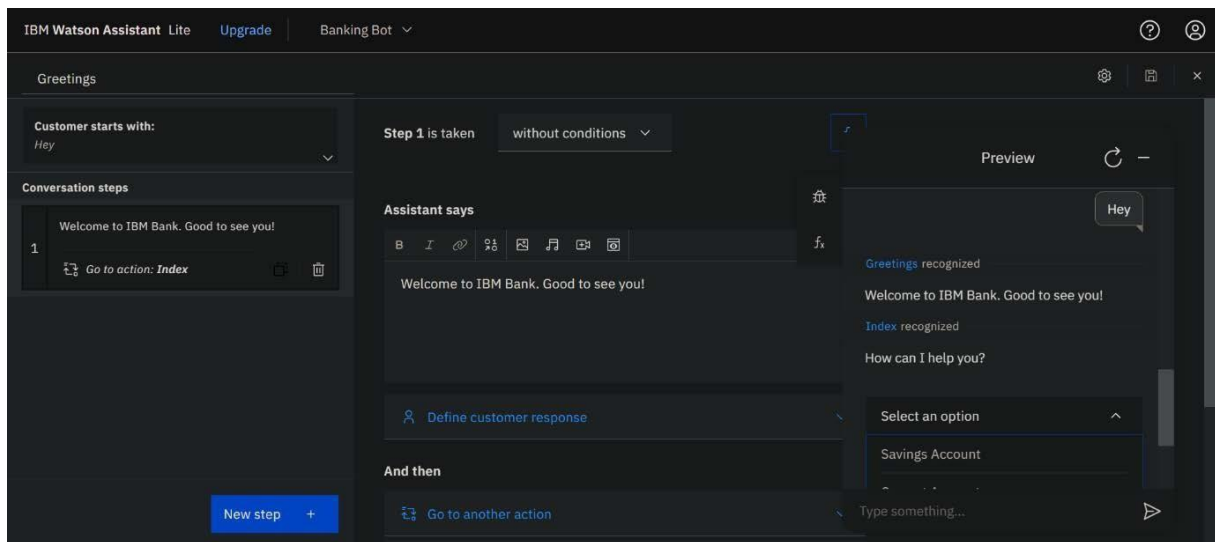 IBM Watson Assistant Lite Upgrade Banking Bot
Greetings
Customer starts with:
Hey
Conversation steps
1
Welcome to IBM Bank. Good to see you!
Go to action: Index
New step +
Step 1 is taken without conditions
Assistant says
B I
Welcome to IBM Bank. Good to see you!
Define customer response
And then
Go to another action
fx
Preview
Hey
Greetings recognized
Welcome to IBM Bank. Good to see you!
Index recognized
How can I help you?
Select an option
Savings Account
Type something...